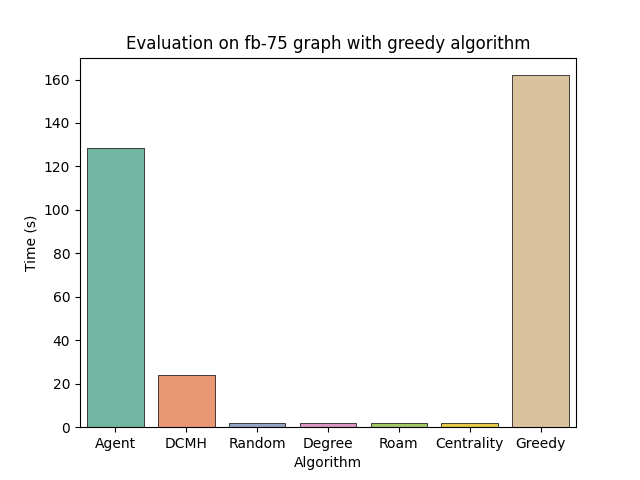 Evaluation on fb-75 graph with greedy algorithm
160
140
120
100
80
60
40
20
0
Time (s)
Agent DCMH Random Degree Roam Centrality Greedy
Algorithm